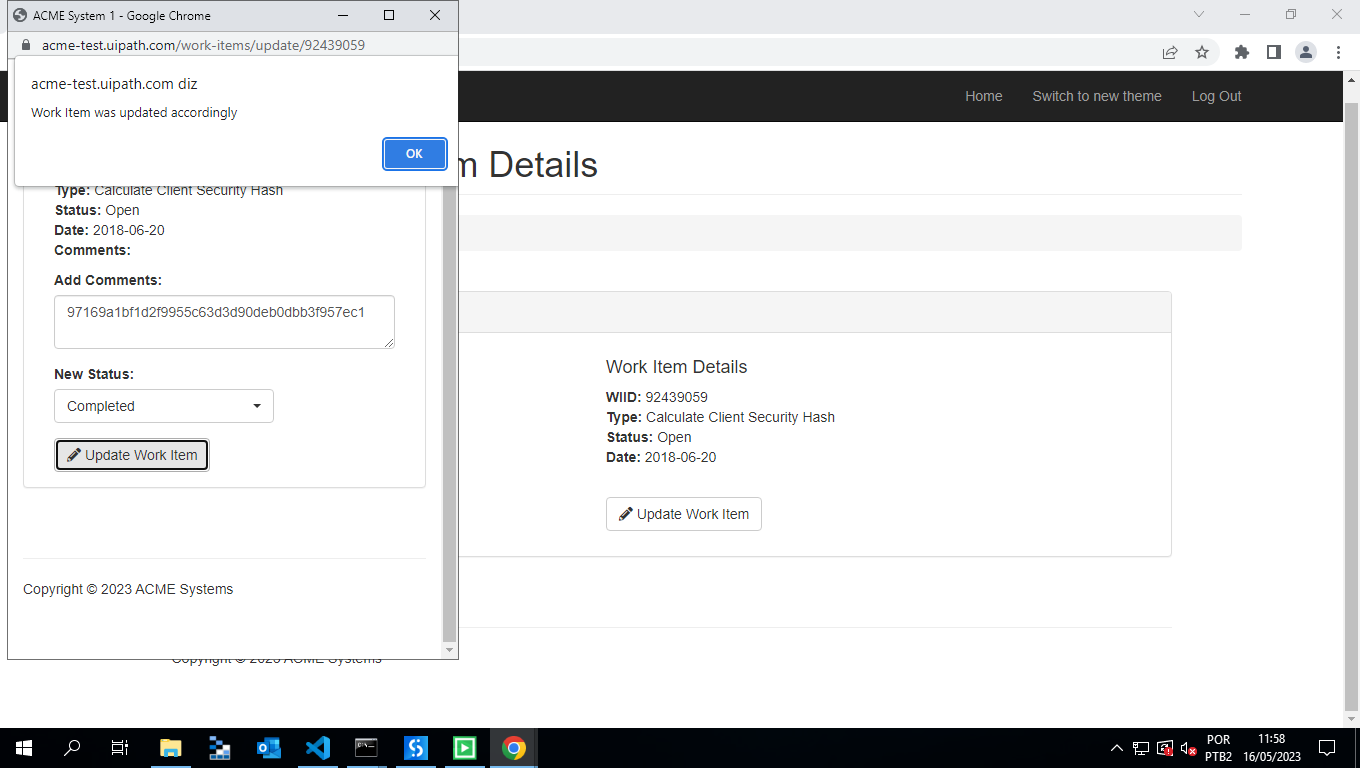 ACME System 1 - Google Chrome
acme-test.uipath.com/work-items/update/92439059
acme-test.uipath.com diz
Work Item was updated accordingly
OK
Type: Calculate Client Security Hash
Status: Open
Date: 2018-06-20
Comments:
Add Comments:
97169a1bf1d2f9955c63d3d90deb0dbb3f957ec1
New Status:
Completed
Update Work Item
Copyright © 2023 ACME Systems
Home Switch to new theme Log Out
m Details
Work Item Details
WIID: 92439059
Type: Calculate Client Security Hash
Status: Open
Date: 2018-06-20
Update Work Item
Copyright © 2023 ACME Systems
POR
PTB2
11:58
16/05/2023